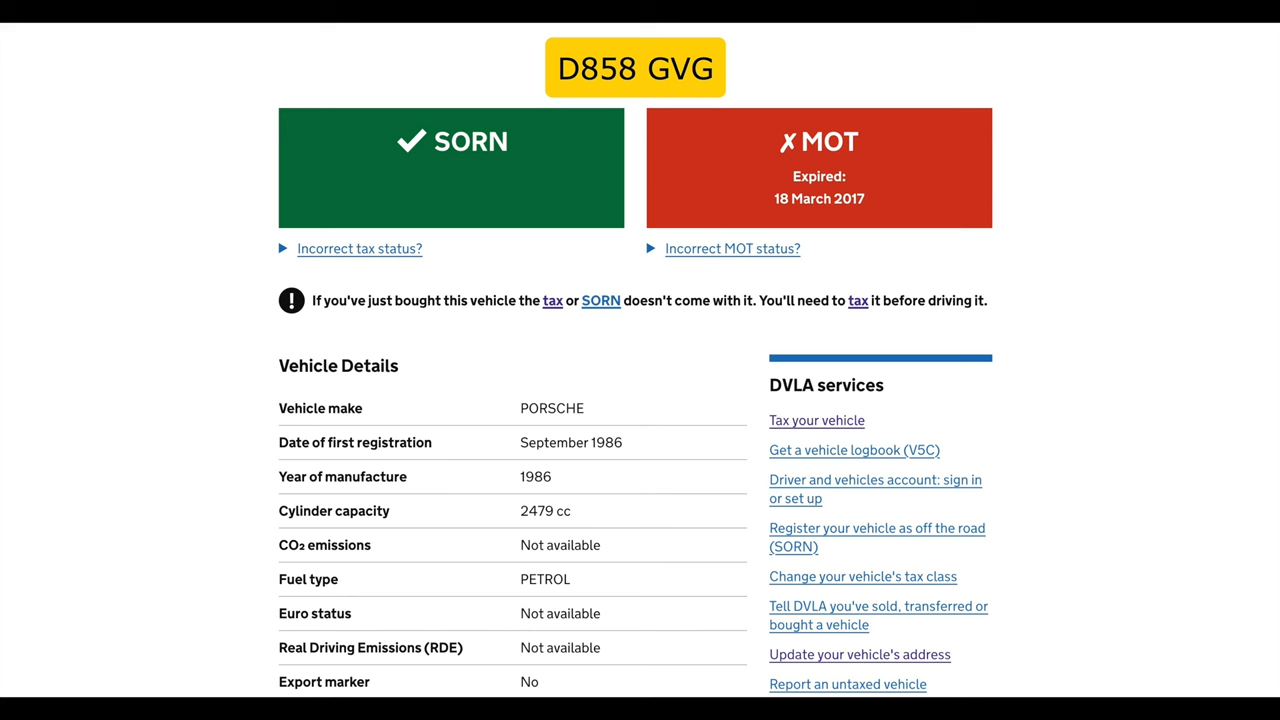 D858 GVG
✓ SORN
✗ MOT
Expired:
18 March 2017
Incorrect tax status?
Incorrect MOT status?
If you've just bought this vehicle the tax or SORN doesn't come with it. You'll need to tax it before driving it.
Vehicle Details
Vehicle make PORSCHE
Date of first registration September 1986
Year of manufacture 1986
Cylinder capacity 2479 cc
CO₂ emissions Not available
Fuel type PETROL
Euro status Not available
Real Driving Emissions (RDE) Not available
Export marker No
DVLA services
Tax your vehicle
Get a vehicle logbook (V5C)
Driver and vehicles account: sign in
or set up
Register your vehicle as off the road
(SORN)
Change your vehicle's tax class
Tell DVLA you've sold, transferred or
bought a vehicle
Update your vehicle's address
Report an untaxed vehicle